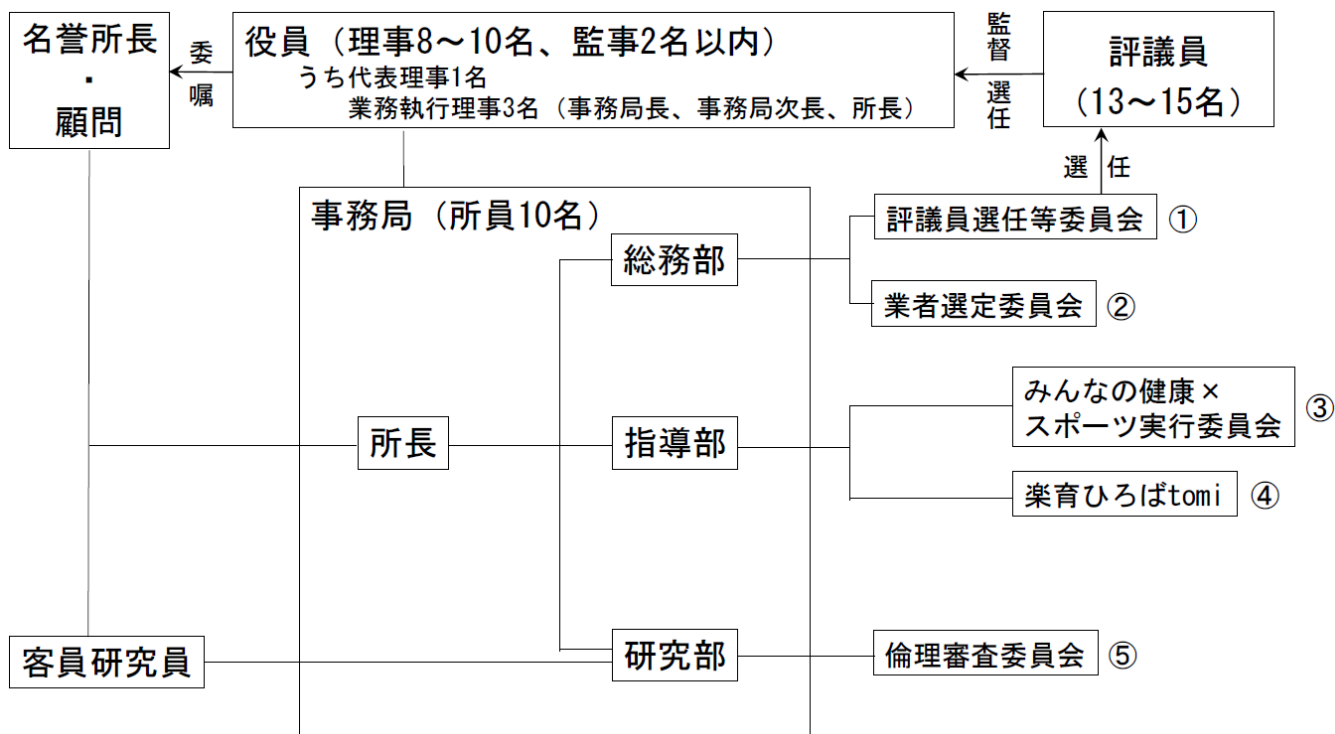 名誉所長
・
顧問
委
嘱
役員（理事8～10名、監事2名以内）
うち代表理事1名
業務執行理事3名（事務局長、事務局次長、所長）
監督
選任
評議員
（13～15名）
選任
事務局（所員10名）
総務部
評議員選任等委員会 ①
業者選定委員会 ②
所長
指導部
みんなの健康×
スポーツ実行委員会 ③
楽育ひろばtomi ④
客員研究員
研究部
倫理審査委員会 ⑤